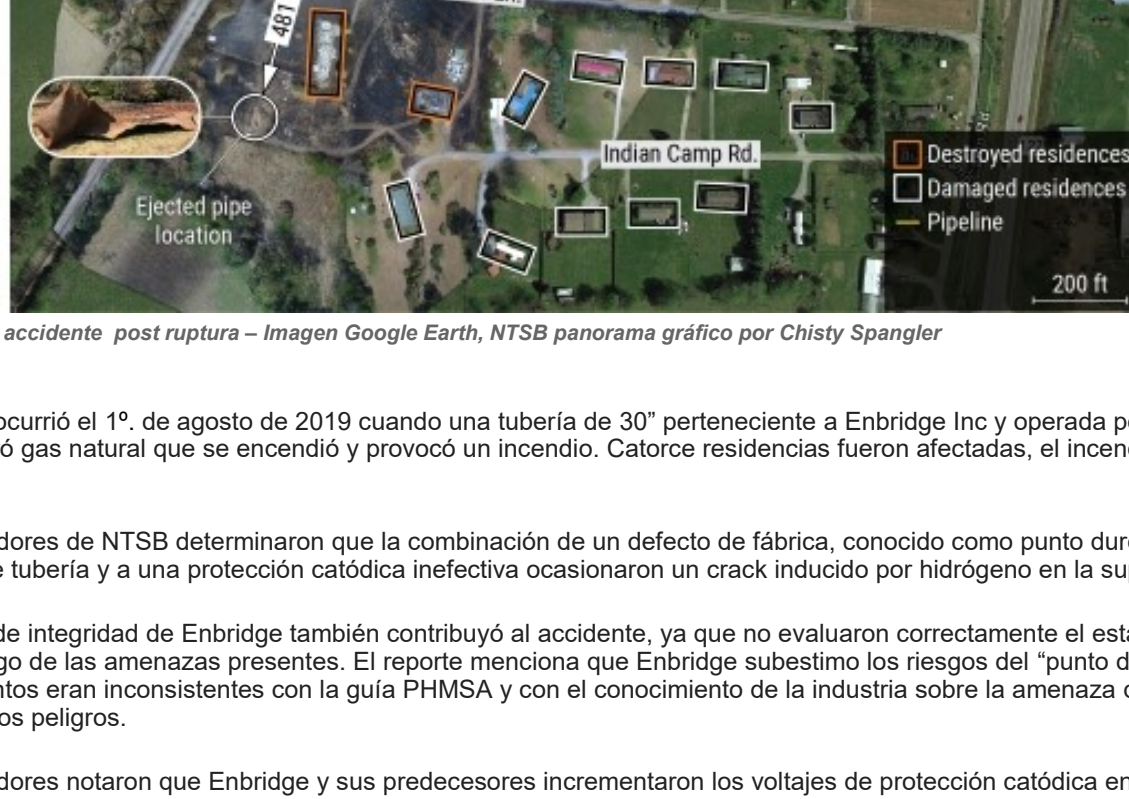 481
Indian Camp Rd.
Destroyed residences
Damaged residences
Pipeline
Ejected pipe
location
200 ft
accidente post ruptura – Imagen Google Earth, NTSB panorama gráfico por Chisty Spangler
ocurrió el 1º. de agosto de 2019 cuando una tubería de 30” perteneciente a Enbridge Inc y operada
ó gas natural que se encendió y provocó un incendio. Catorce residencias fueron afectadas, el
dores de NTSB determinaron que la combinación de un defecto de fábrica, conocido como punto
e tubería y a una protección catódica inefectiva ocasionaron un crack inducido por hidrógeno en la
de integridad de Enbridge también contribuyó al accidente, ya que no evaluaron correctamente el
go de las amenazas presentes. El reporte menciona que Enbridge subestimo los riesgos del “punto
ntos eran inconsistentes con la guía PHMSA y con el conocimiento de la industria sobre la amenaza
os peligros.
dores notaron que Enbridge y sus predecesores incrementaron los voltajes de protección catódica en